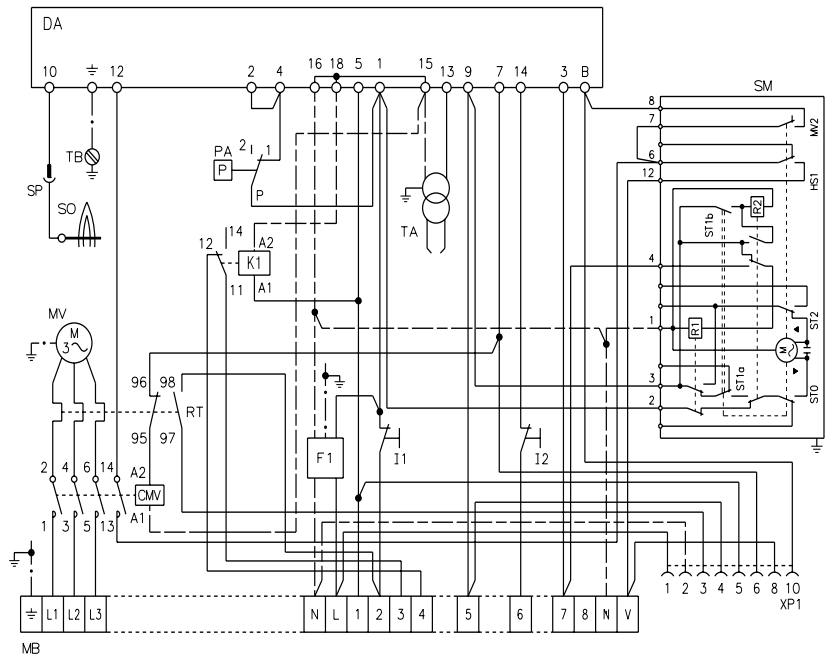 DA
10 12 2 4 16 18 5 1 15 13 9 7 14 3 B
SM
8
7
MV2
6
12
HS1
TB
PA 2 1
P
P
SP
SO
TA
R2
ST1b
14
12
A2
K1
A1
11
4
MV
M
3
1
R1
ST2
M
3
ST1a
ST0
2
96 98
RT
95 97
F1
I1
I2
2 4 6 14 A2
CMV
1 3 5 13 A1
1 2 3 4 5 6 8 10
XP1
L1 L2 L3 N L 1 2 3 4 5 6 7 8 N V
MB